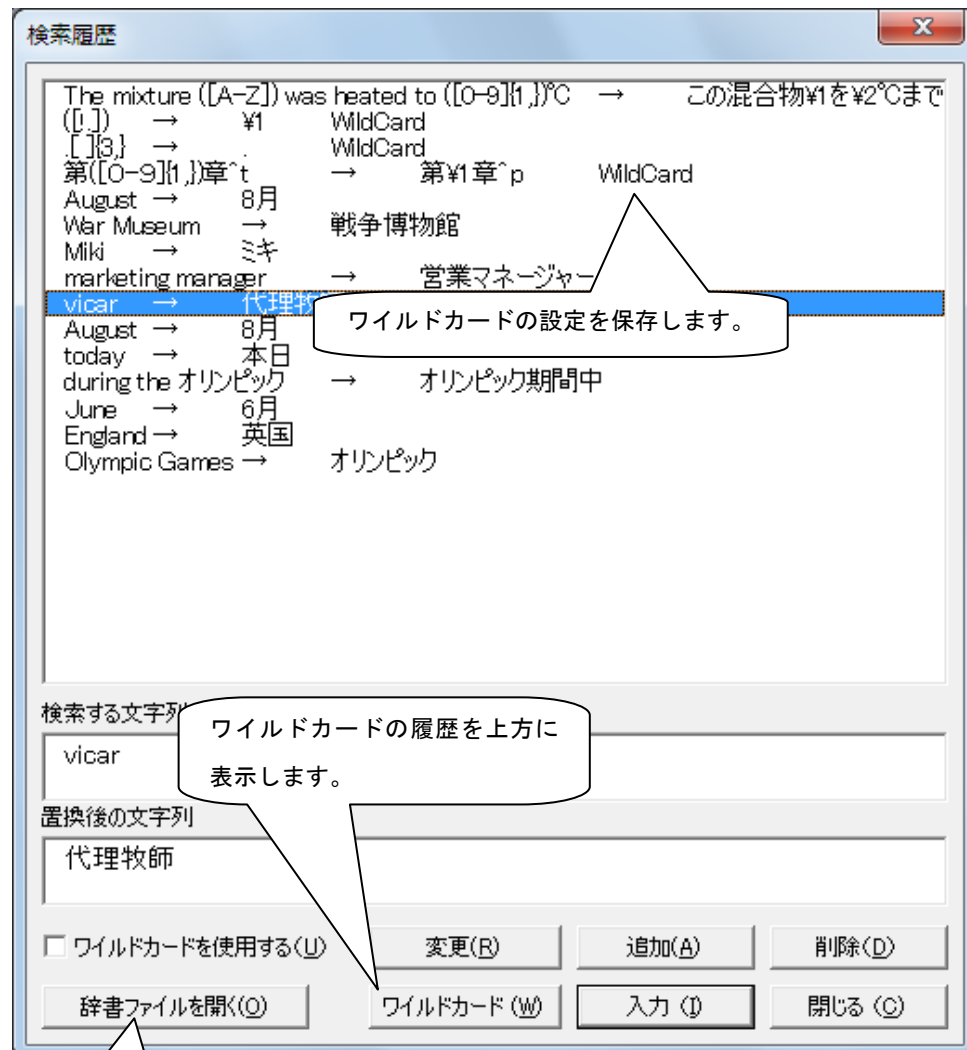 検索履歴
The mixture ([A-Z]) was heated to ([0-9]{1,})℃ → この混合物¥1を¥2℃まで
([!.]) → ¥1 WildCard
.[ ]{3,} → . WildCard
第([0-9]{1,})章^t → 第¥1章^p WildCard
August → 8月
War Museum → 戦争博物館
Miki → ミキ
marketing manager → 営業マネージャー
vicar → 代理牧
ワイルドカードの設定を保存します。
August → 8月
today → 本日
during the オリンピック → オリンピック期間中
June → 6月
England → 英国
Olympic Games → オリンピック
検索する文字列
ワイルドカードの履歴を上方に
表示します。
vicar
置換後の文字列
代理牧師
ワイルドカードを使用する(U) 変更(R) 追加(A) 削除(D)
辞書ファイルを開く(O) ワイルドカード (W) 入力 (I 閉じる (C)